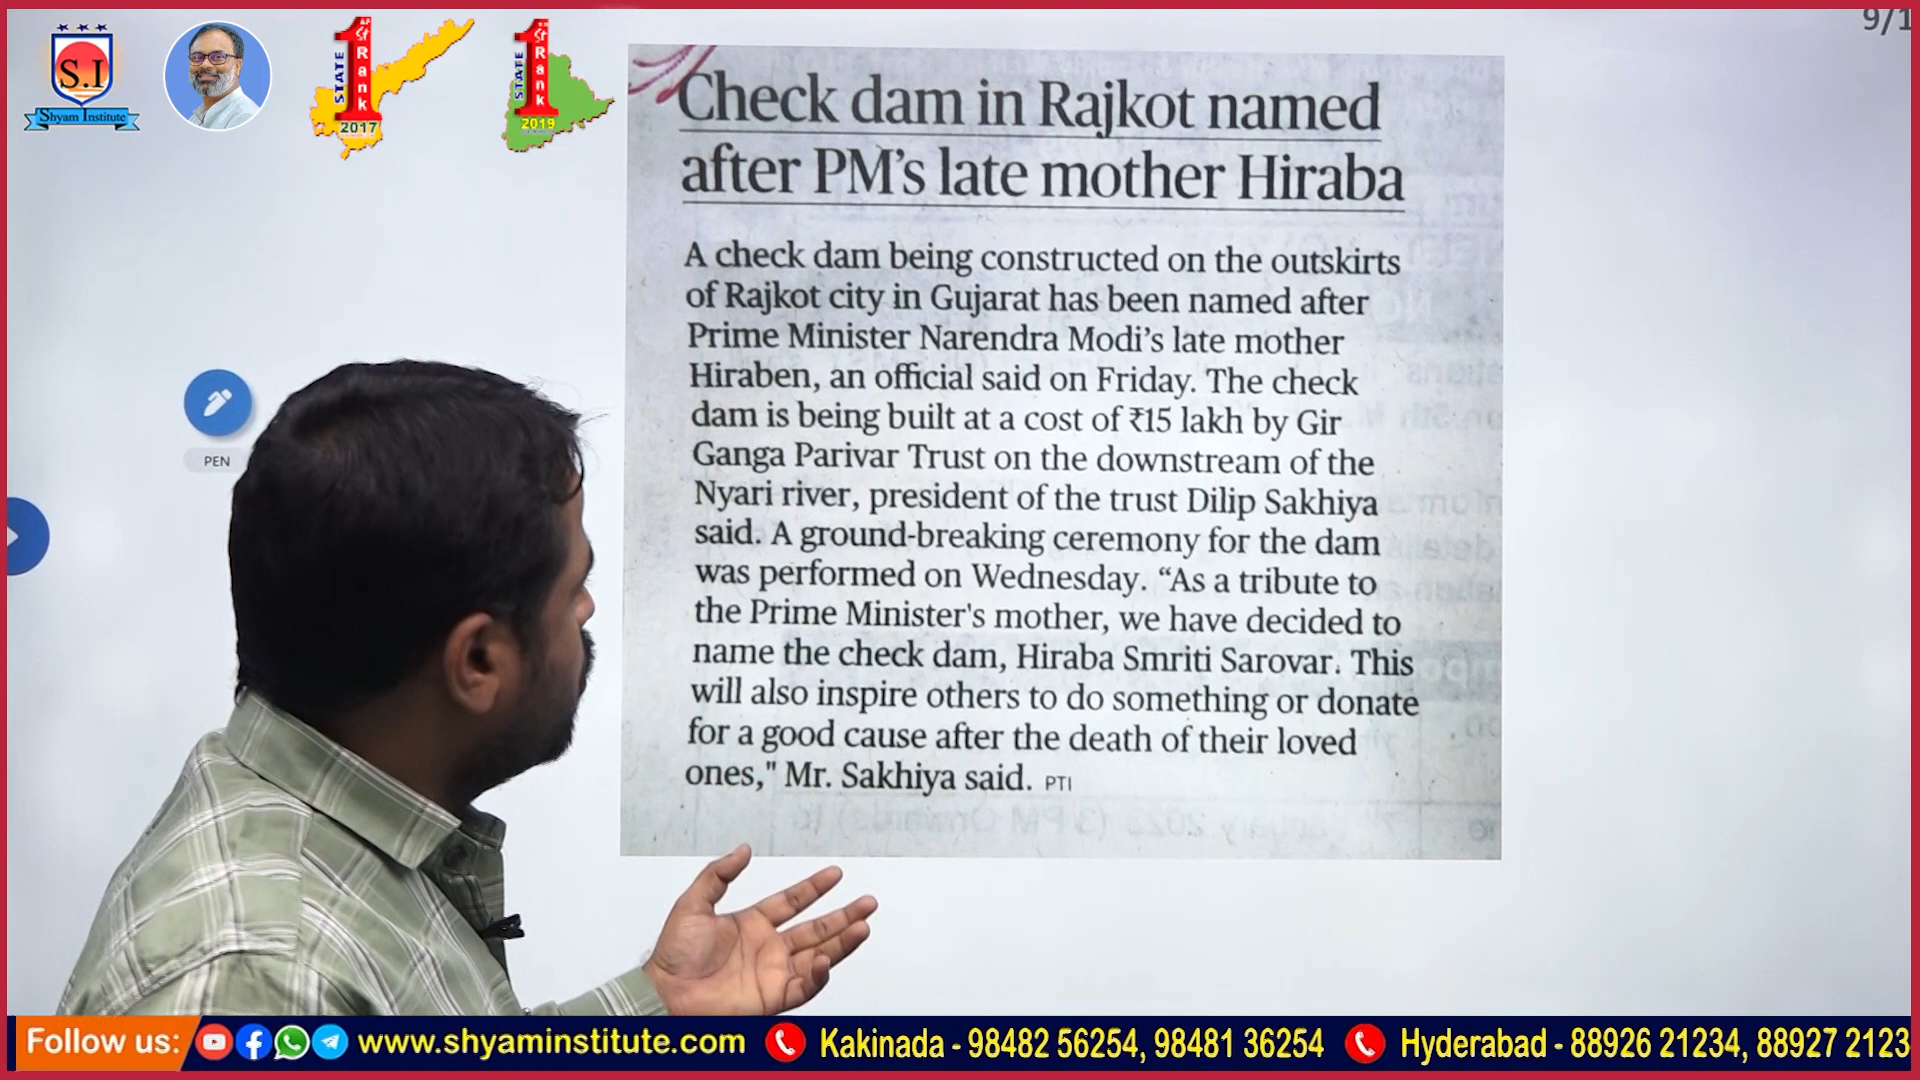 9/1
S.I
Shyam Institute
STATE
1
st
Rank
2017
STATE
1
st
Rank
2019
Check dam in Rajkot named
after PM’s late mother Hiraba
A check dam being constructed on the outskirts
of Rajkot city in Gujarat has been named after
Prime Minister Narendra Modi’s late mother
Hiraben, an official said on Friday. The check
dam is being built at a cost of ₹15 lakh by Gir
Ganga Parivar Trust on the downstream of the
Nyari river, president of the trust Dilip Sakhiya
said. A ground-breaking ceremony for the dam
was performed on Wednesday. “As a tribute to
the Prime Minister's mother, we have decided to
name the check dam, Hiraba Smriti Sarovar. This
will also inspire others to do something or donate
for a good cause after the death of their loved
ones," Mr. Sakhiya said. PTI
PEN
Follow us: www.shyaminstitute.com Kakinada - 98482 56254, 98481 36254 Hyderabad - 88926 21234, 88927 2123